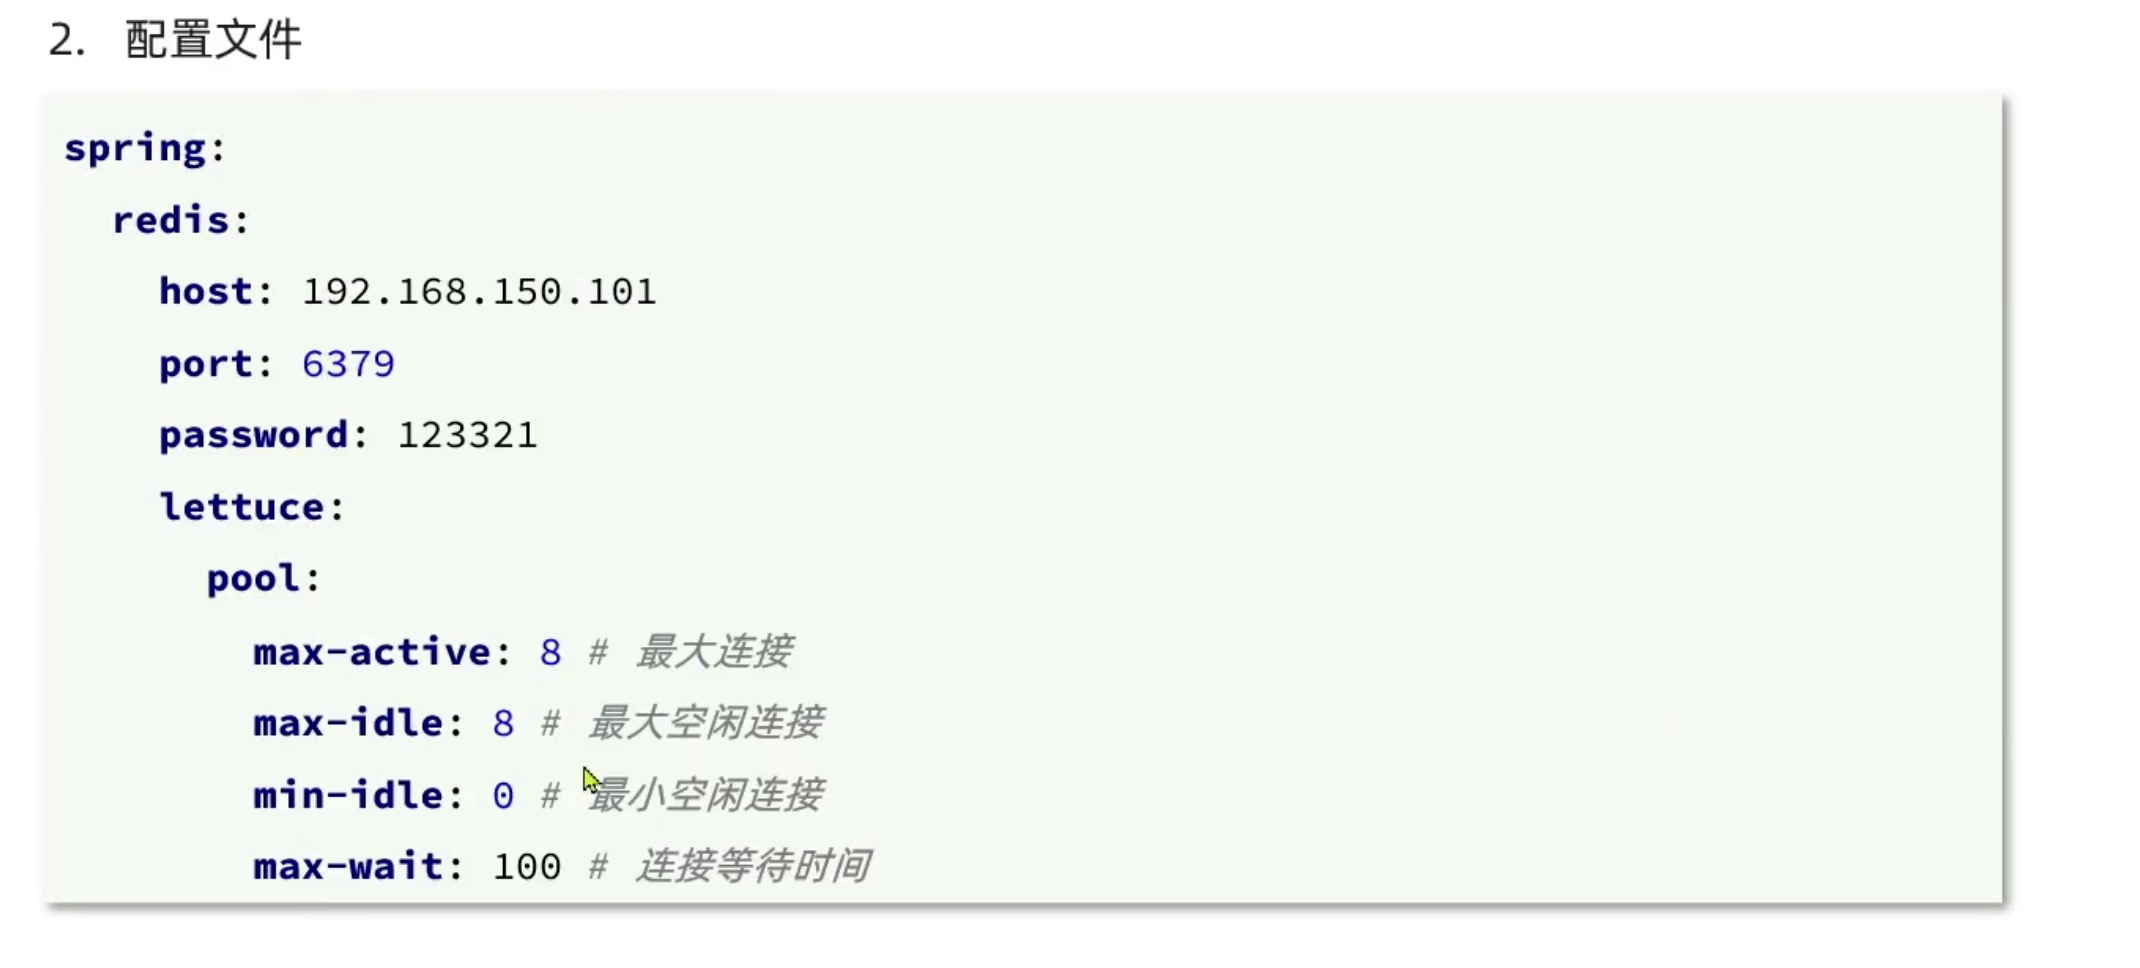 2. 配置文件
spring:
redis:
host: 192.168.150.101
port: 6379
password: 123321
lettuce:
pool:
max-active: 8 # 最大连接
max-idle: 8 # 最大空闲连接
min-idle: 0 # 最小空闲连接
max-wait: 100 # 连接等待时间